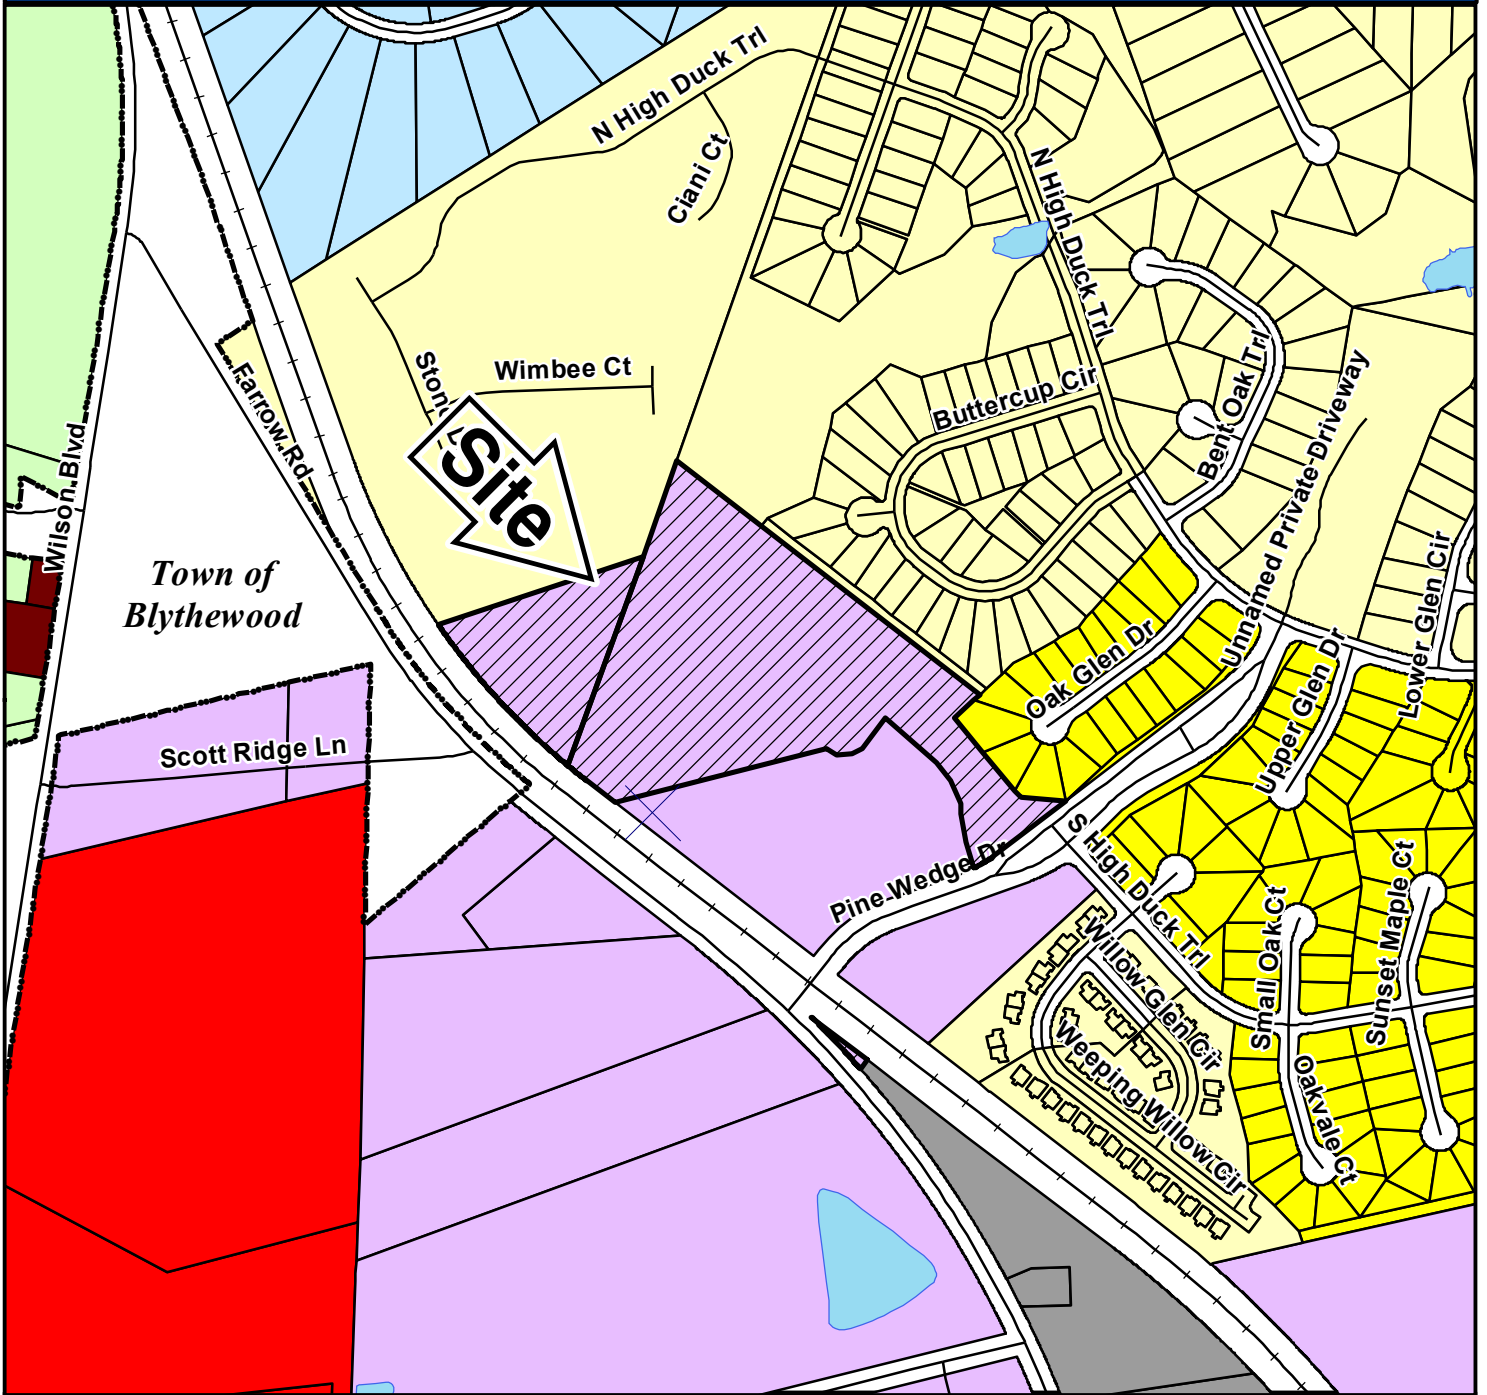 N High Duck Trl
Ciani Ct
N High Duck Trl
Wimbee Ct
Farrow Rd
Buttercup Cir
Bent Oak Trl
Unnamed Private Driveway
Site
Wilson Blvd
Town of
Blythewood
Lower Glen Cir
Oak Glen Dr
Upper Glen Dr
Scott Ridge Ln
Pine Wedge Dr
S High Duck Trl
Small Oak Ct
Sunset Maple Ct
Willow Glen Cir
Weeping Willow Cir
Oakvale Ct